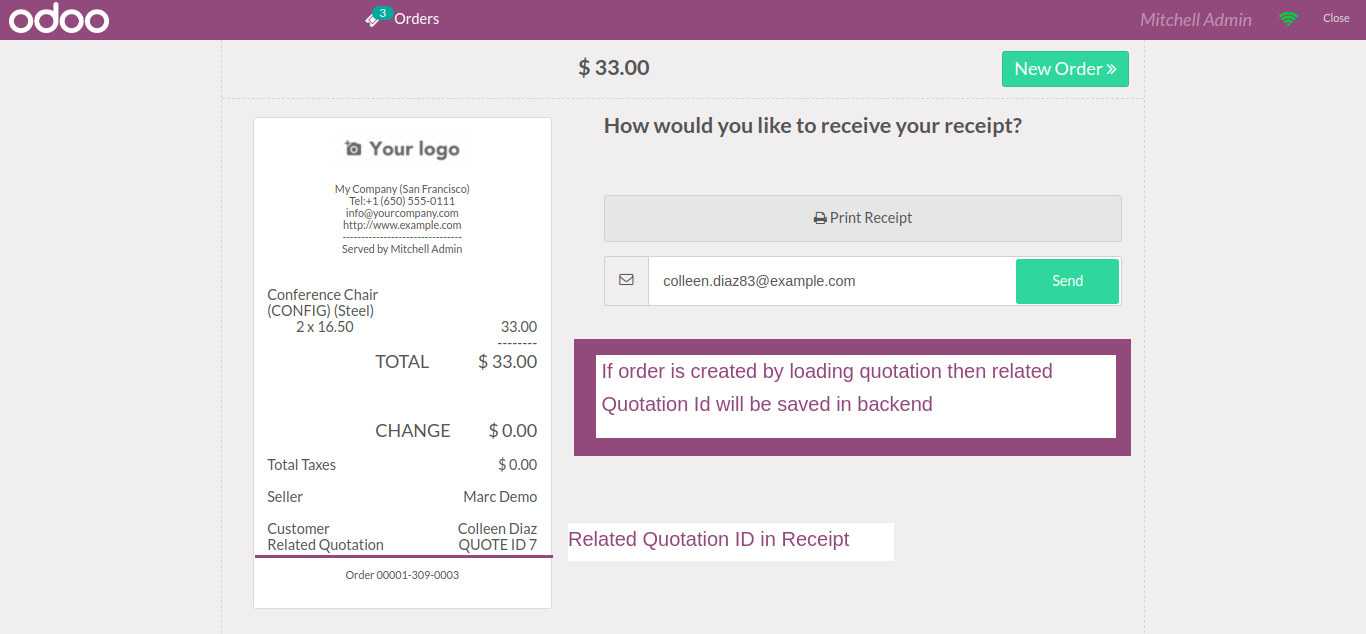 odoo
3
Orders
Mitchell Admin
Close
$ 33.00
New Order »
Your logo
My Company (San Francisco)
Tel:+1 (650) 555-0111
info@yourcompany.com
http://www.example.com
--------------------------------
Served by Mitchell Admin
Conference Chair
(CONFIG) (Steel)
2 x 16.50 33.00
--------
TOTAL $ 33.00
CHANGE $ 0.00
Total Taxes $ 0.00
Seller Marc Demo
Customer Colleen Diaz
Related Quotation QUOTE ID 7
Order 00001-309-0003
How would you like to receive your receipt?
Print Receipt
colleen.diaz83@example.com
Send
If order is created by loading quotation then related
Quotation Id will be saved in backend
Related Quotation ID in Receipt